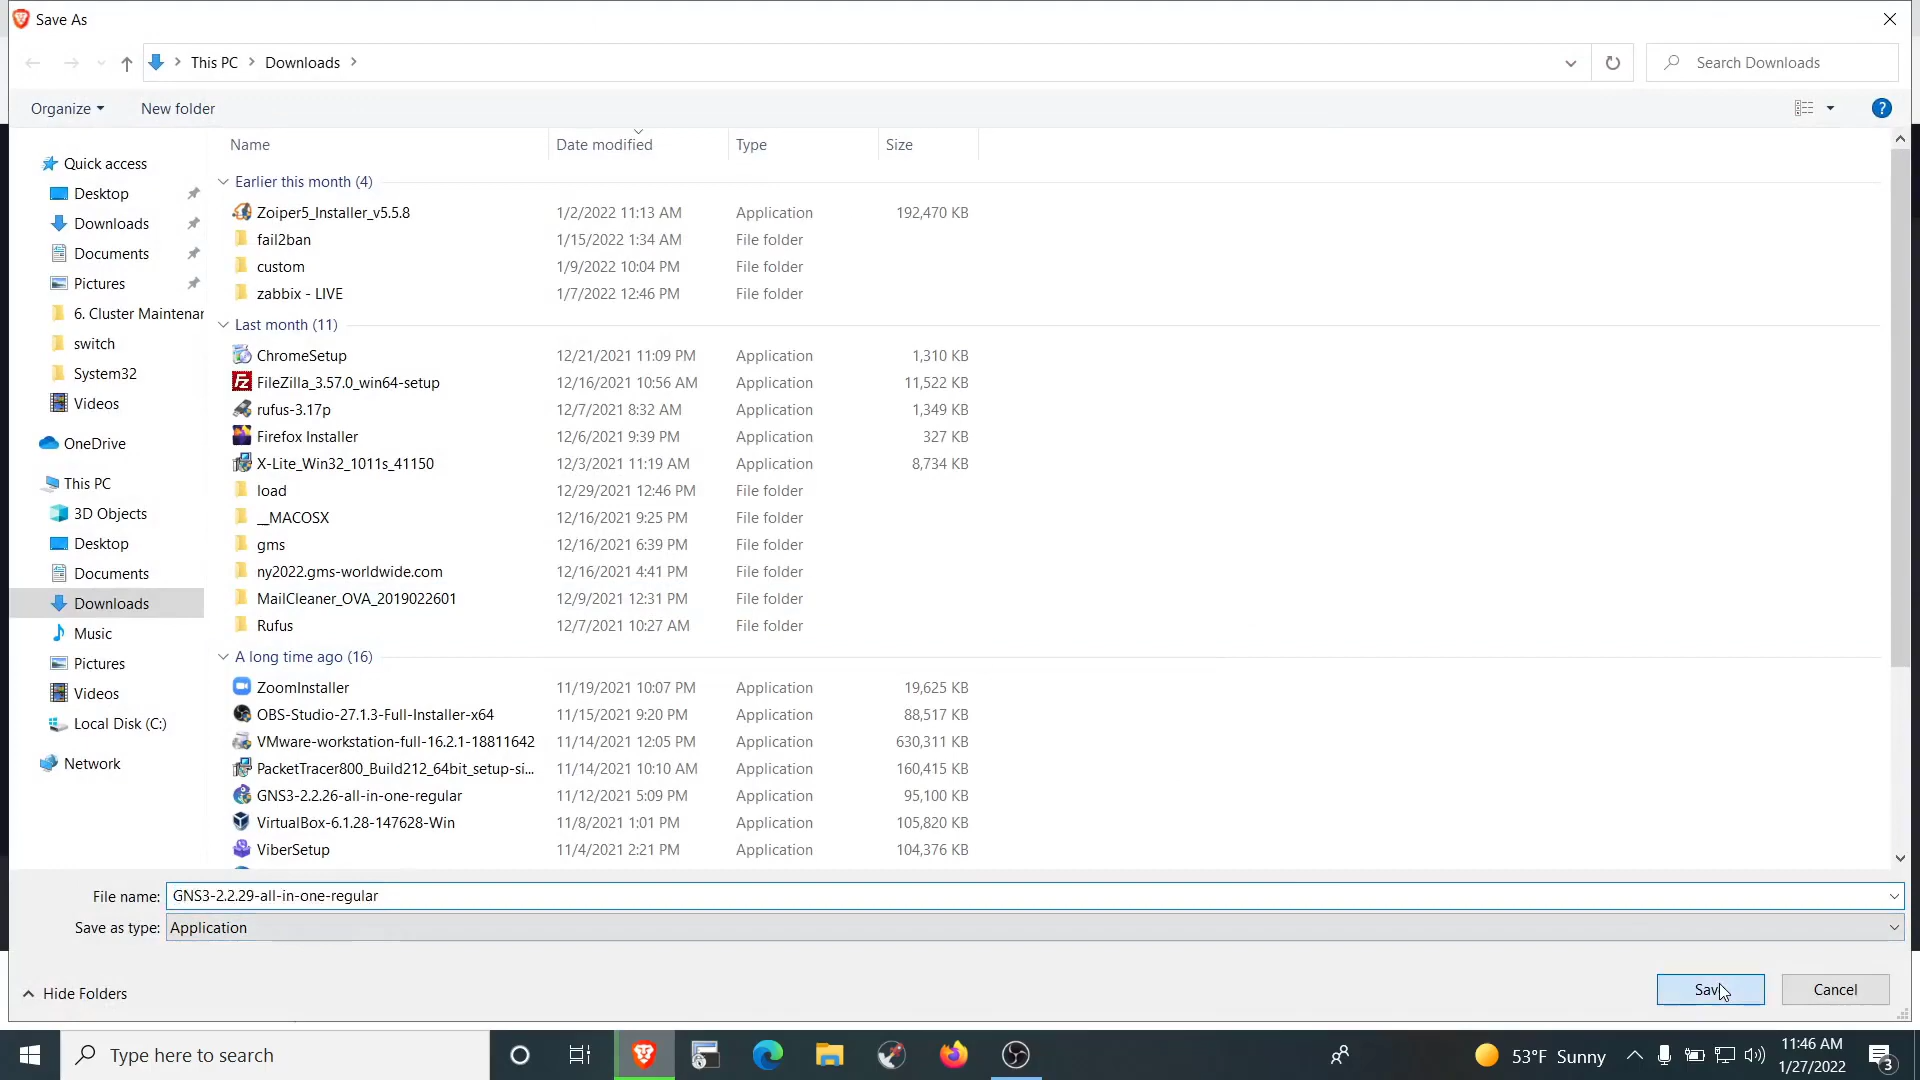 Save As
This PC > Downloads >
Search Downloads
Organize
New folder
?
Name
Date modified
Type
Size
Quick access
Desktop
Downloads
Documents
Pictures
6. Cluster Maintenar
switch
System32
Videos
OneDrive
This PC
3D Objects
Desktop
Documents
Downloads
Music
Pictures
Videos
Local Disk (C:)
Network
Earlier this month (4)
Zoiper5_Installer_v5.5.8 1/2/2022 11:13 AM Application 192,470 KB
fail2ban 1/15/2022 1:34 AM File folder
custom 1/9/2022 10:04 PM File folder
zabbix - LIVE 1/7/2022 12:46 PM File folder
Last month (11)
ChromeSetup 12/21/2021 11:09 PM Application 1,310 KB
FileZilla_3.57.0_win64-setup 12/16/2021 10:56 AM Application 11,522 KB
rufus-3.17p 12/7/2021 8:32 AM Application 1,349 KB
Firefox Installer 12/6/2021 9:39 PM Application 327 KB
X-Lite_Win32_1011s_41150 12/3/2021 11:19 AM Application 8,734 KB
load 12/29/2021 12:46 PM File folder
__MACOSX 12/16/2021 9:25 PM File folder
gms 12/16/2021 6:39 PM File folder
ny2022.gms-worldwide.com 12/16/2021 4:41 PM File folder
MailCleaner_OVA_2019022601 12/9/2021 12:31 PM File folder
Rufus 12/7/2021 10:27 AM File folder
A long time ago (16)
ZoomInstaller 11/19/2021 10:07 PM Application 19,625 KB
OBS-Studio-27.1.3-Full-Installer-x64 11/15/2021 9:20 PM Application 88,517 KB
VMware-workstation-full-16.2.1-18811642 11/14/2021 12:05 PM Application 630,311 KB
PacketTracer800_Build212_64bit_setup-si... 11/14/2021 10:10 AM Application 160,415 KB
GNS3-2.2.26-all-in-one-regular 11/12/2021 5:09 PM Application 95,100 KB
VirtualBox-6.1.28-147628-Win 11/8/2021 1:01 PM Application 105,820 KB
ViberSetup 11/4/2021 2:21 PM Application 104,376 KB
File name: GNS3-2.2.29-all-in-one-regular
Save as type: Application
Hide Folders
Sav
Cancel
Type here to search
53°F Sunny
11:46 AM
1/27/2022
3